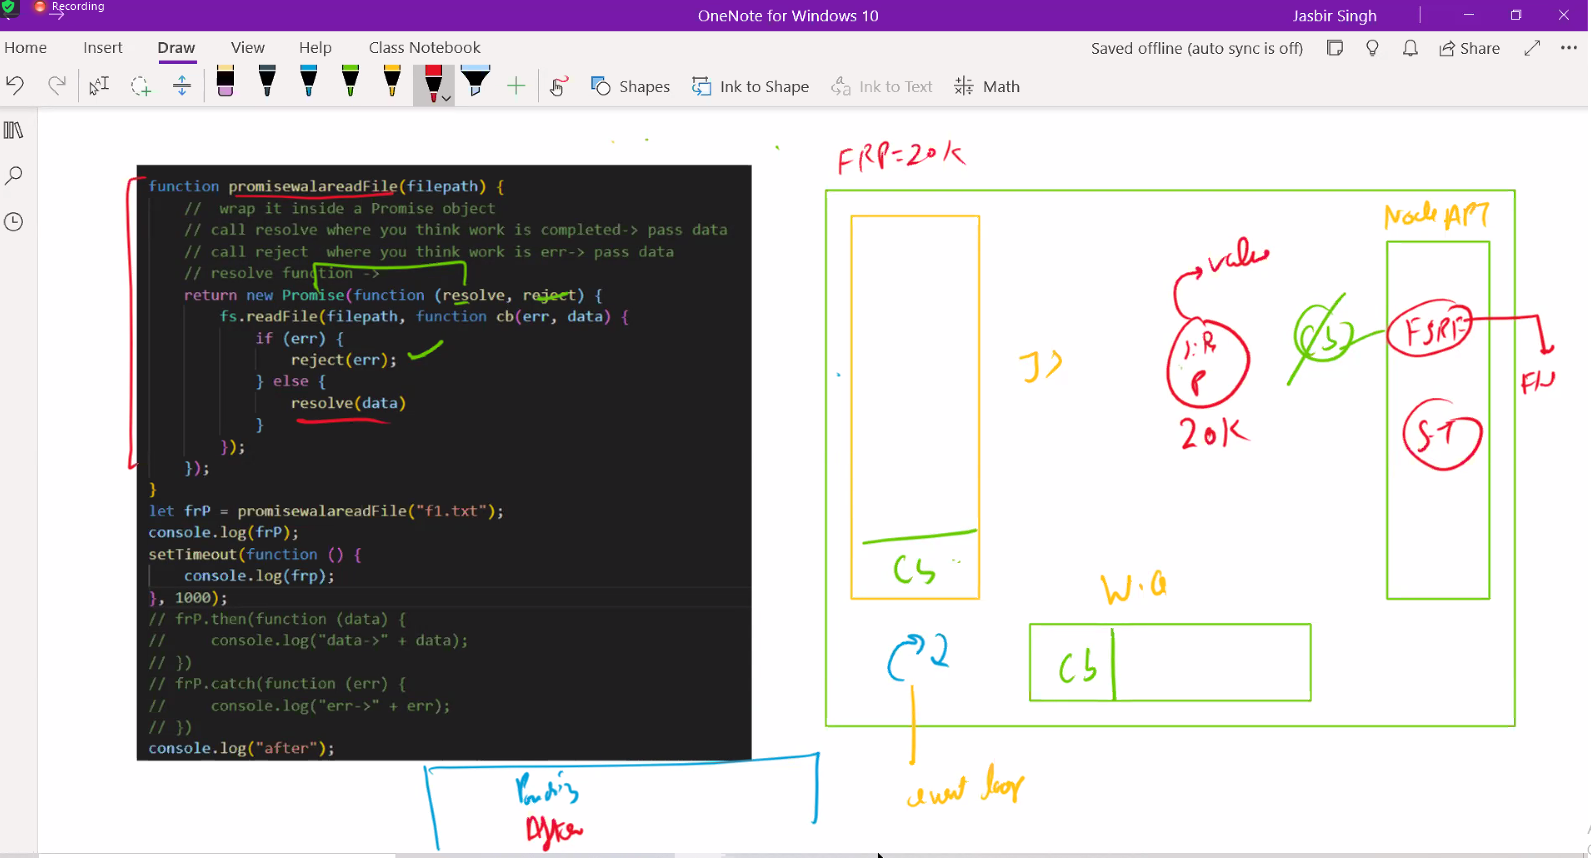 Recording
OneNote for Windows 10
Jasbir Singh
Home Insert Draw View Help Class Notebook
Saved offline (auto sync is off)
Share
Shapes Ink to Shape Ink to Text Math
function promisewalareadFile(filepath) {
// wrap it inside a Promise object
// call resolve where you think work is completed-> pass data
// call reject where you think work is err-> pass data
// resolve function ->
return new Promise(function (resolve, reject) {
fs.readFile(filepath, function cb(err, data) {
if (err) {
reject(err);
} else {
resolve(data)
}
});
});
}
let frP = promisewalareadFile("f1.txt");
console.log(frP);
setTimeout(function () {
console.log(frp);
}, 1000);
// frP.then(function (data) {
// console.log("data->" + data);
// })
// frP.catch(function (err) {
// console.log("err->" + err);
// })
console.log("after");
Pending
After
FRP=20K
Node API
value
P
20K
Cb
FSRF
FN
S.T
JS
Cb
W.Q
Cb
event loop